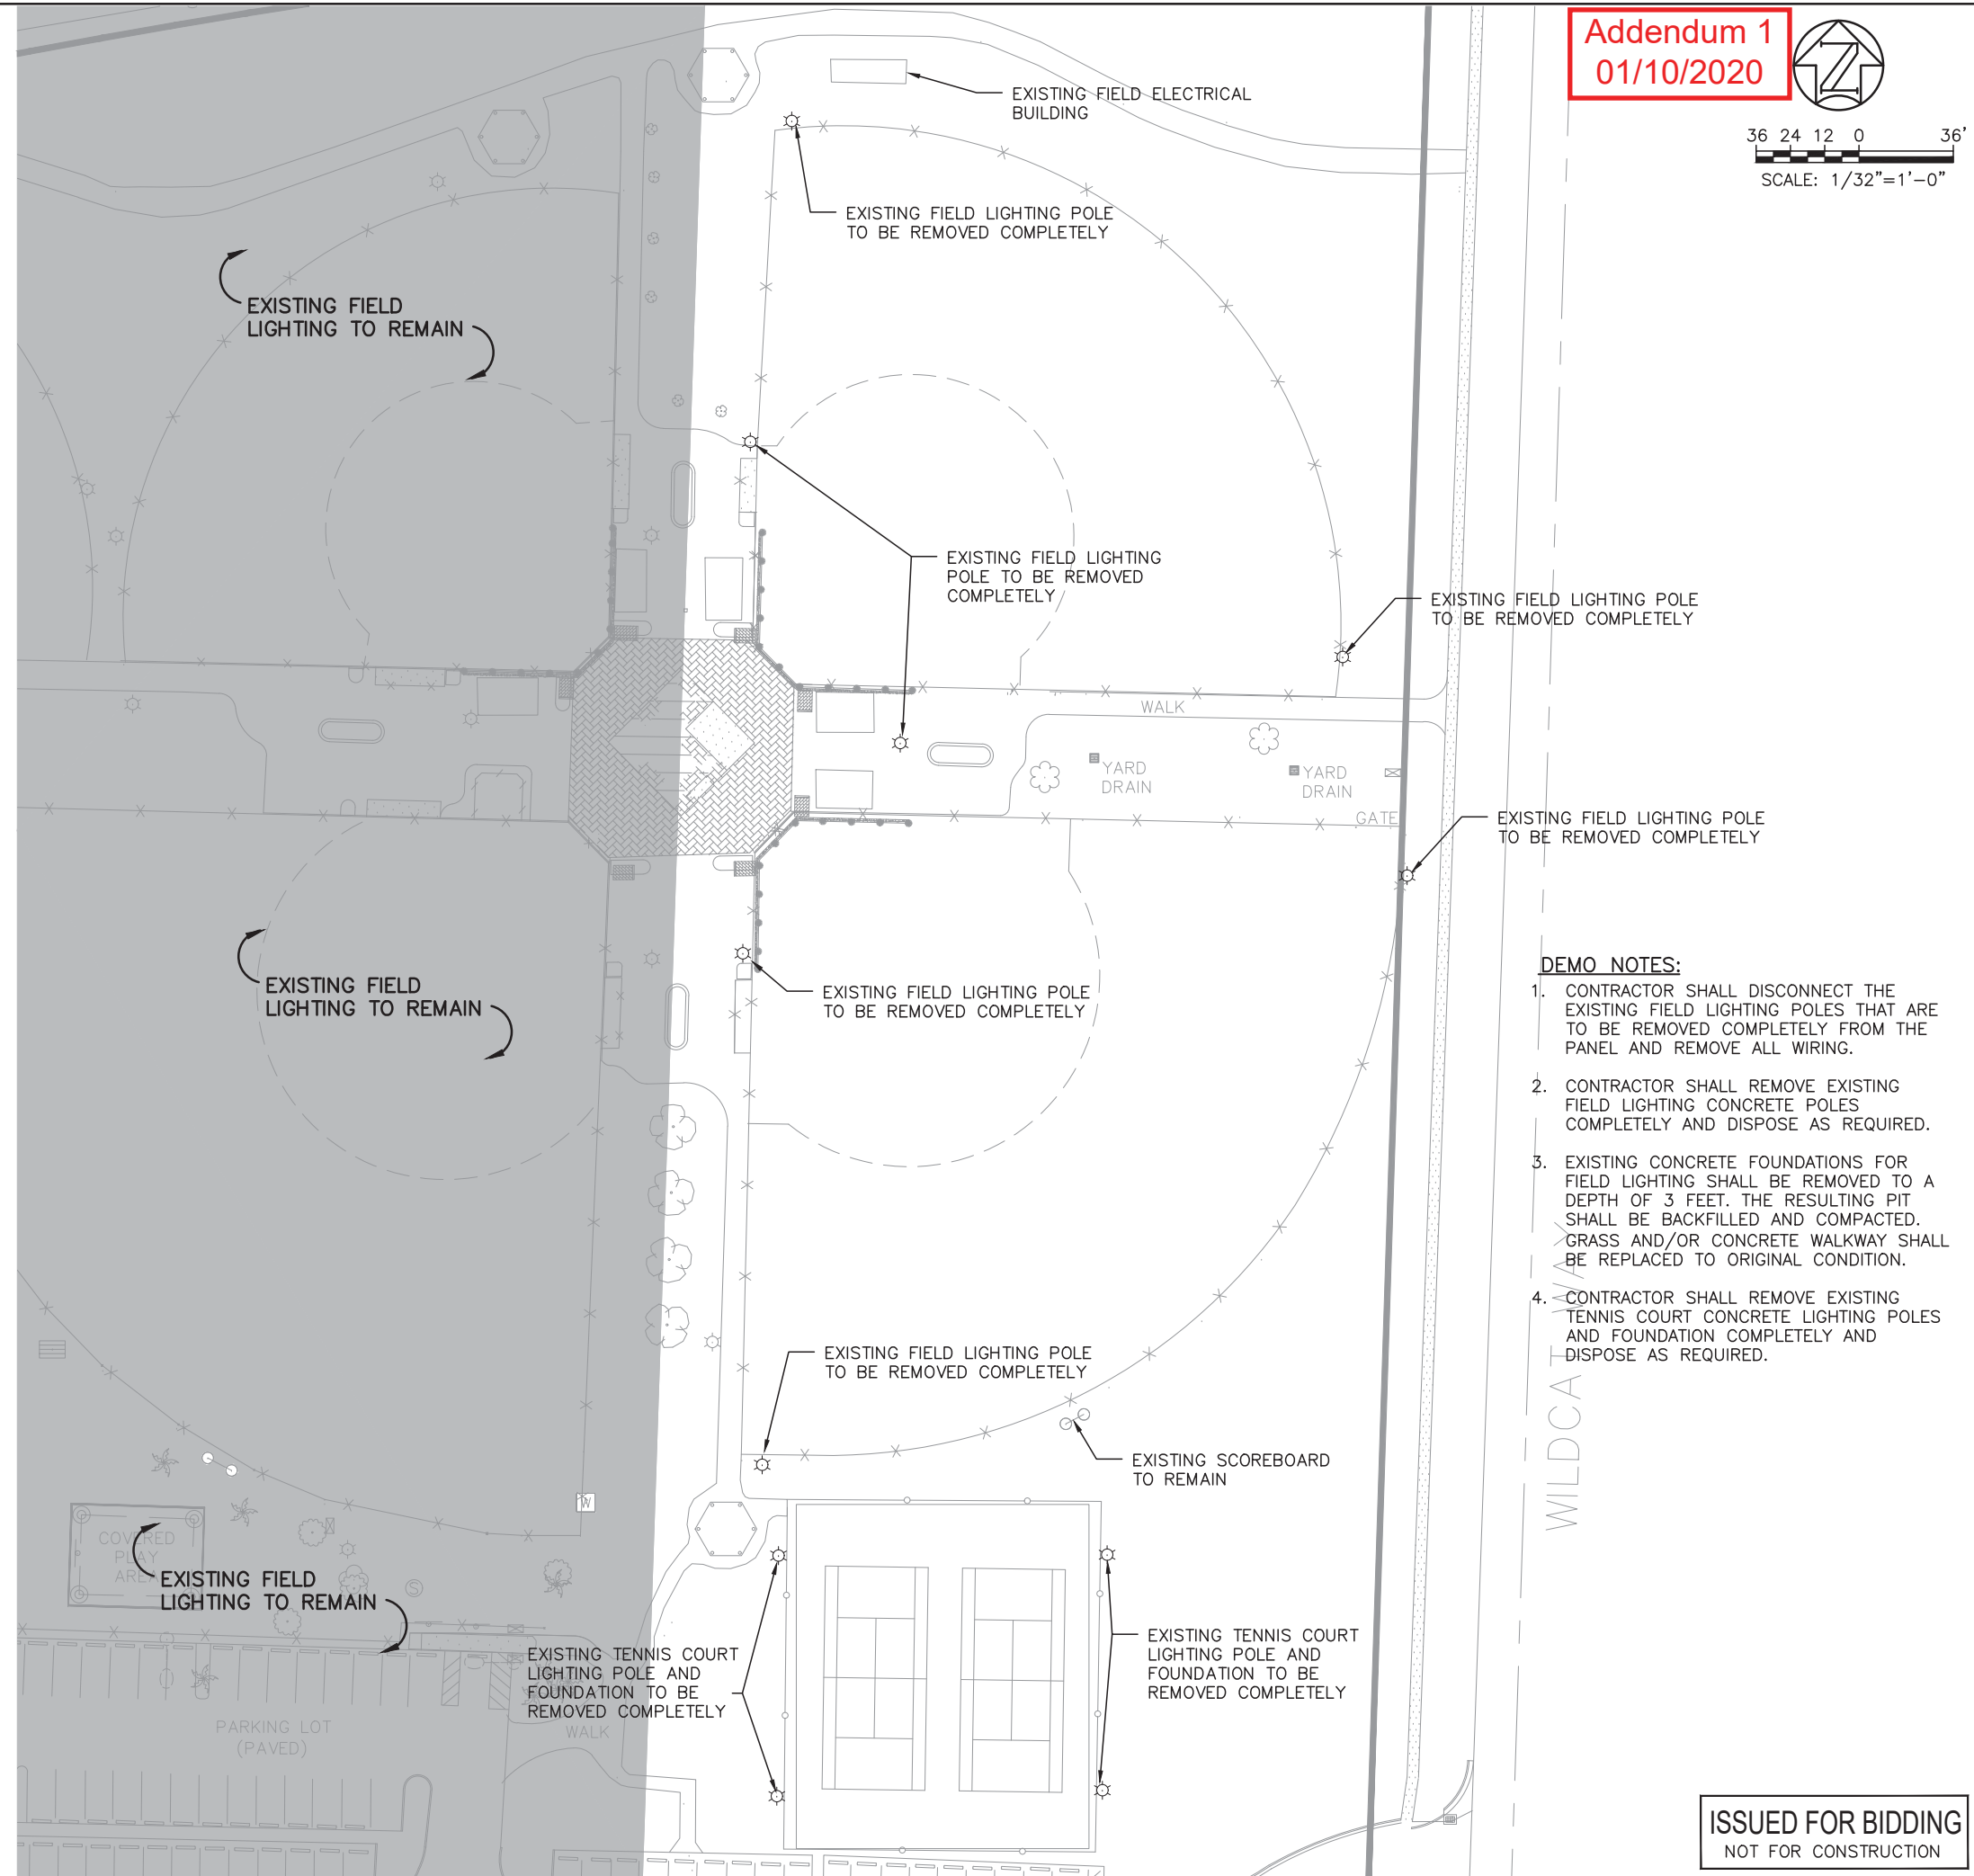 Addendum 1
01/10/2020
36 24 12 0 36'
SCALE: 1/32"=1'-0"
EXISTING FIELD ELECTRICAL
BUILDING
EXISTING FIELD LIGHTING POLE
TO BE REMOVED COMPLETELY
EXISTING FIELD
LIGHTING TO REMAIN
EXISTING FIELD LIGHTING
POLE TO BE REMOVED
COMPLETELY
EXISTING FIELD LIGHTING POLE
TO BE REMOVED COMPLETELY
WALK
YARD
DRAIN
YARD
DRAIN
GATE
EXISTING FIELD LIGHTING POLE
TO BE REMOVED COMPLETELY
EXISTING FIELD
LIGHTING TO REMAIN
EXISTING FIELD LIGHTING POLE
TO BE REMOVED COMPLETELY
DEMO NOTES:
1. CONTRACTOR SHALL DISCONNECT THE
EXISTING FIELD LIGHTING POLES THAT ARE
TO BE REMOVED COMPLETELY FROM THE
PANEL AND REMOVE ALL WIRING.
2. CONTRACTOR SHALL REMOVE EXISTING
FIELD LIGHTING CONCRETE POLES
COMPLETELY AND DISPOSE AS REQUIRED.
3. EXISTING CONCRETE FOUNDATIONS FOR
FIELD LIGHTING SHALL BE REMOVED TO A
DEPTH OF 3 FEET. THE RESULTING PIT
SHALL BE BACKFILLED AND COMPACTED.
GRASS AND/OR CONCRETE WALKWAY SHALL
BE REPLACED TO ORIGINAL CONDITION.
4. CONTRACTOR SHALL REMOVE EXISTING
TENNIS COURT CONCRETE LIGHTING POLES
AND FOUNDATION COMPLETELY AND
DISPOSE AS REQUIRED.
WILDCAT WAY
EXISTING FIELD LIGHTING POLE
TO BE REMOVED COMPLETELY
EXISTING SCOREBOARD
TO REMAIN
W
COVERED
PLAY
AREA
S
EXISTING FIELD
LIGHTING TO REMAIN
EXISTING TENNIS COURT
LIGHTING POLE AND
FOUNDATION TO BE
REMOVED COMPLETELY
EXISTING TENNIS COURT
LIGHTING POLE AND
FOUNDATION TO BE
REMOVED COMPLETELY
PARKING LOT
(PAVED)
WALK
ISSUED FOR BIDDING
NOT FOR CONSTRUCTION